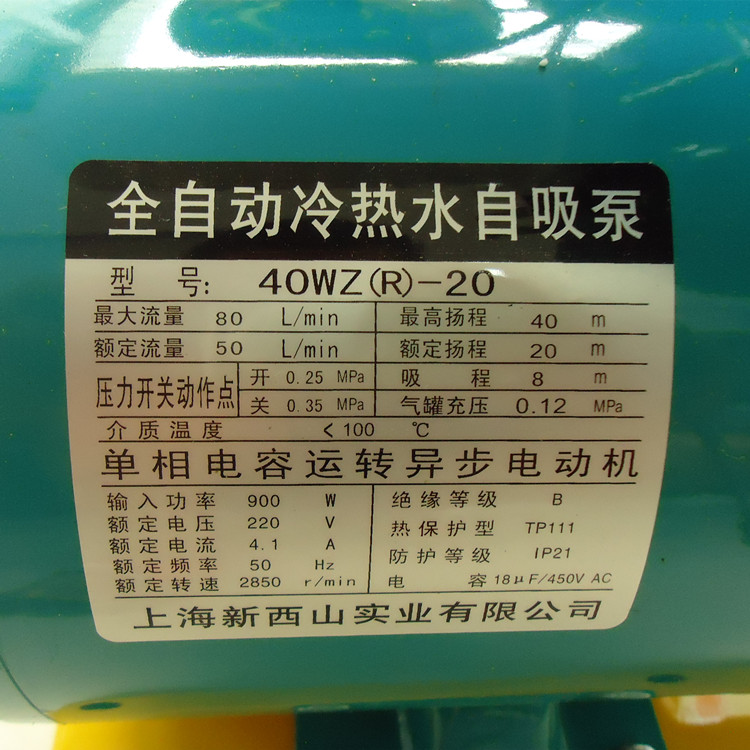 全自动冷热水自吸泵
型 号: 40WZ(R)-20
最大流量 80 L/min 最高扬程 40 m
额定流量 50 L/min 额定扬程 20 m
压力开关动作点 开 0.25 MPa 吸 程 8 m
关 0.35 MPa 气罐充压 0.12 MPa
介质温度 <100 ℃
单相电容运转异步电动机
输入功率 900 W 绝缘等级 B
额定电压 220 V 热保护型 TP111
额定电流 4.1 A 防护等级 IP21
额定频率 50 Hz 电 容 18μF/450V AC
额定转速 2850 r/min
上海新西山实业有限公司